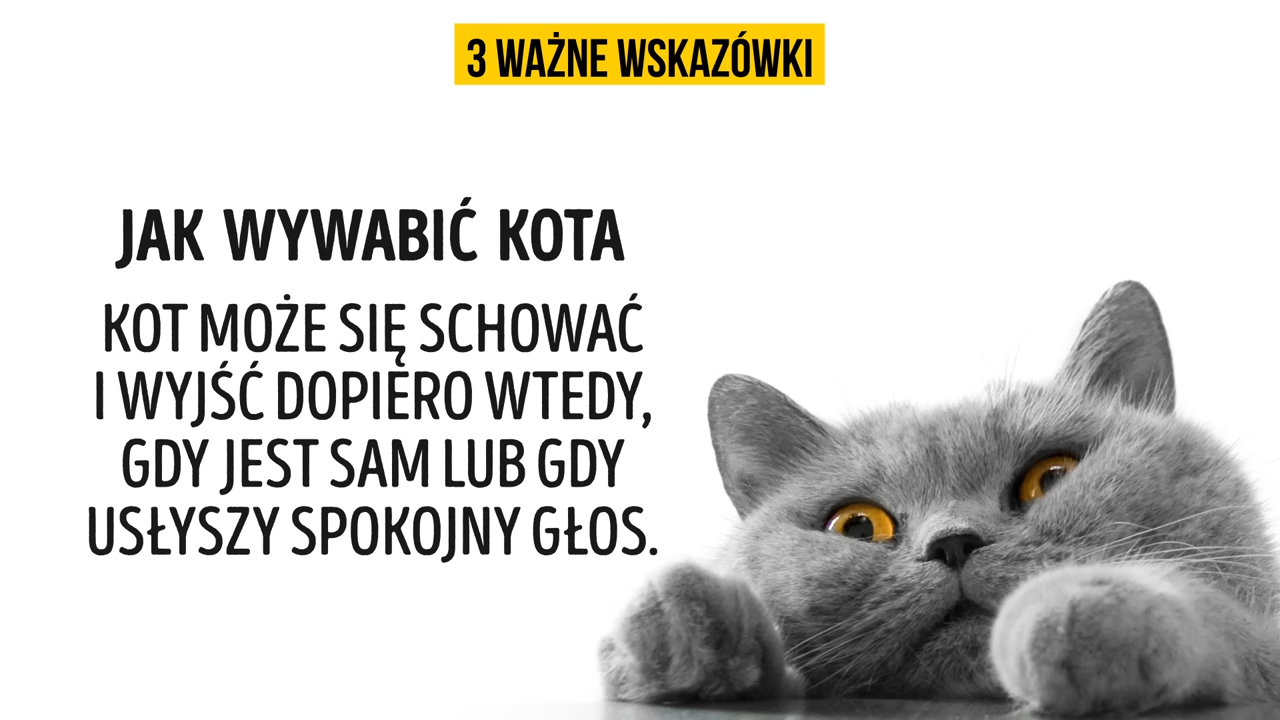 3 WAŻNE WSKAZÓWKI
JAK WYWABIĆ KOTA
KOT MOŻE SIĘ SCHOWAĆ
I WYJŚĆ DOPIERO WTEDY,
GDY JEST SAM LUB GDY
USŁYSZY SPOKOJNY GŁOS.